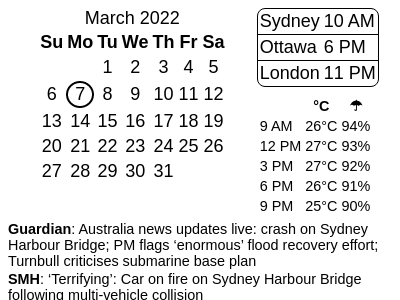 March 2022
Su Mo Tu We Th Fr Sa
1 2 3 4 5
6 7 8 9 10 11 12
13 14 15 16 17 18 19
20 21 22 23 24 25 26
27 28 29 30 31
Sydney 10 AM
Ottawa 6 PM
London 11 PM
°C ☂
9 AM 26°C 94%
12 PM 27°C 93%
3 PM 27°C 92%
6 PM 26°C 91%
9 PM 25°C 90%
Guardian: Australia news updates live: crash on Sydney
Harbour Bridge; PM flags ‘enormous’ flood recovery effort;
Turnbull criticises submarine base plan
SMH: ‘Terrifying’: Car on fire on Sydney Harbour Bridge
following multi-vehicle collision